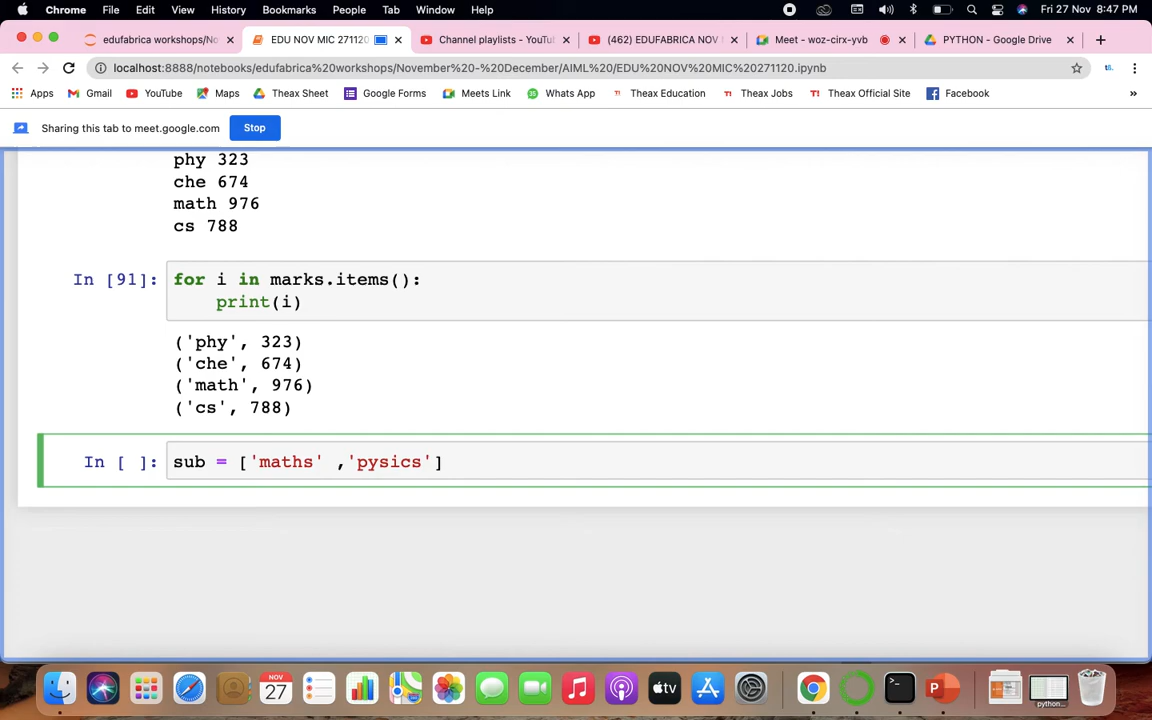 Chrome File Edit View History Bookmarks People Tab Window Help Fri 27 Nov 8:47 PM
edufabrica workshops/No EDU NOV MIC 271120 Channel playlists - YouTu (462) EDUFABRICA NOV Meet - woz-cirx-yvb PYTHON - Google Drive
localhost:8888/notebooks/edufabrica%20workshops/November%20-%20December/AIML%20/EDU%20NOV%20MIC%20271120.ipynb
Apps Gmail YouTube Maps Theax Sheet Google Forms Meets Link Whats App Theax Education Theax Jobs Theax Official Site Facebook »
Sharing this tab to meet.google.com Stop
phy 323
che 674
math 976
cs 788
In [91]: for i in marks.items():
print(i)
('phy', 323)
('che', 674)
('math', 976)
('cs', 788)
In [ ]: sub = ['maths' ,'pysics']
NOV
27
tv
python...